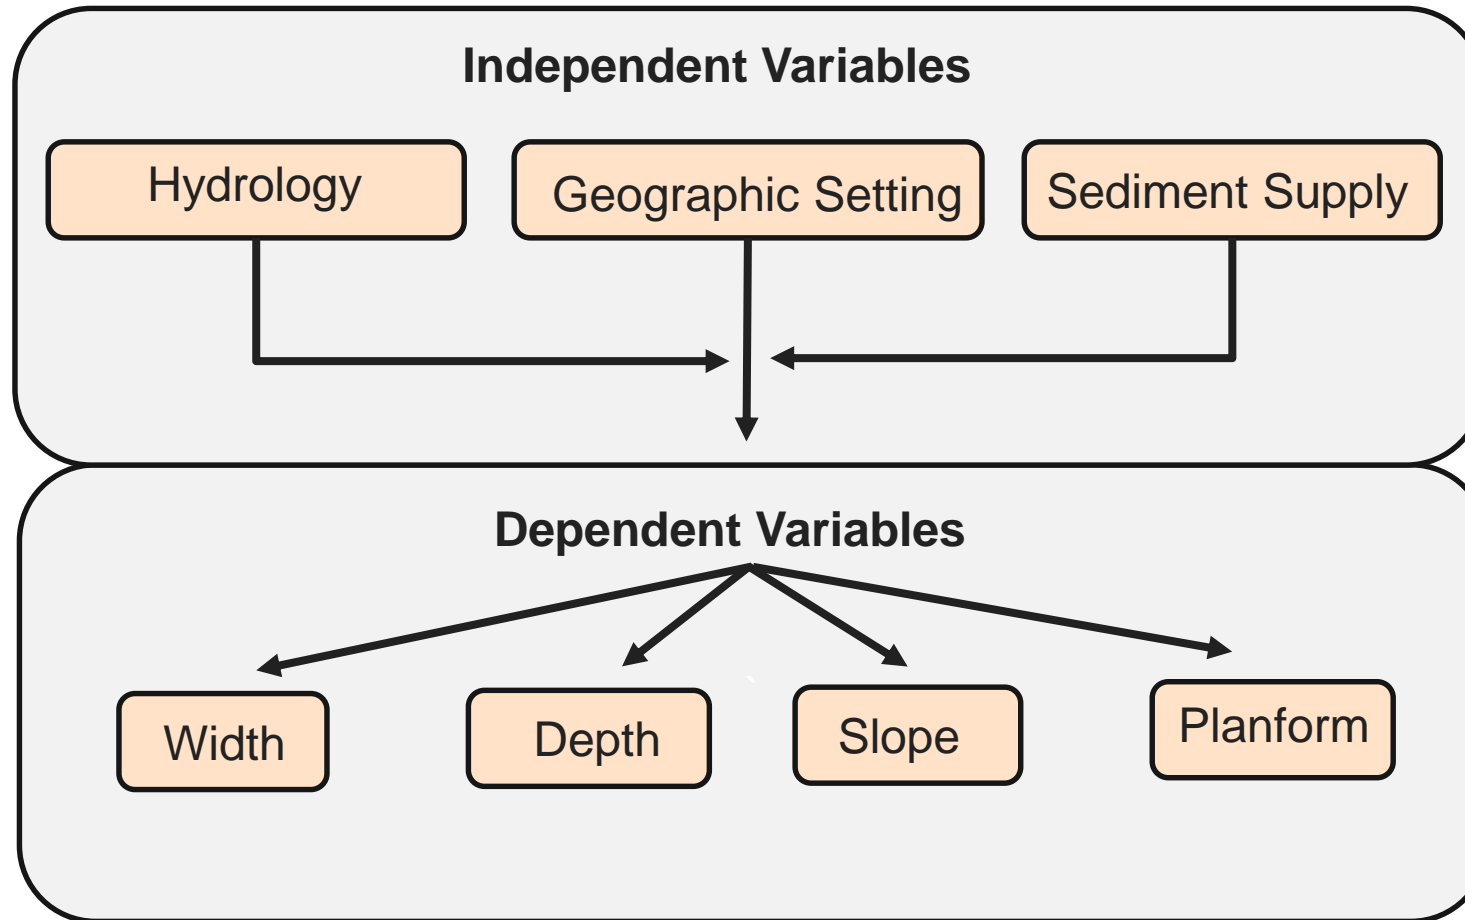 Independent Variables
Hydrology
Geographic Setting
Sediment Supply
Dependent Variables
Width
Depth
Slope
Planform